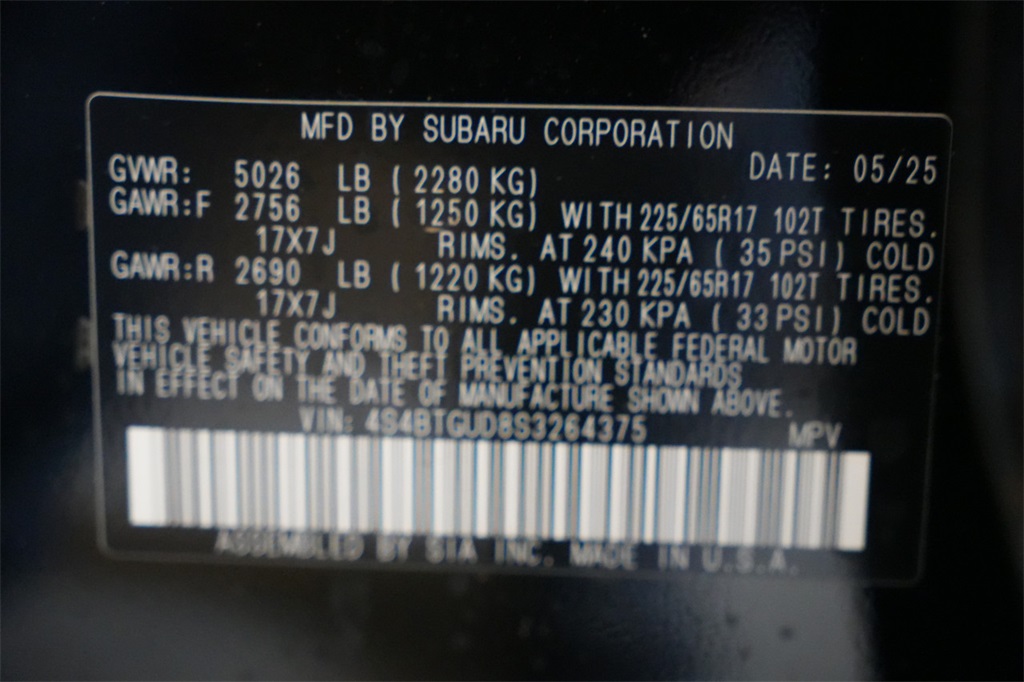 MFD BY SUBARU CORPORATION
DATE: 05/25
GVWR: 5026 LB ( 2280 KG)
GAWR:F 2756 LB ( 1250 KG) WITH 225/65R17 102T TIRES.
17X7J RIMS. AT 240 KPA ( 35 PSI) COLD
GAWR:R 2690 LB ( 1220 KG) WITH 225/65R17 102T TIRES.
17X7J RIMS. AT 230 KPA ( 33 PSI) COLD
THIS VEHICLE CONFORMS TO ALL APPLICABLE FEDERAL MOTOR
VEHICLE SAFETY AND THEFT PREVENTION STANDARDS
IN EFFECT ON THE DATE OF MANUFACTURE SHOWN ABOVE.
VIN: 4S4BTGUD8S3264375 MPV
ASSEMBLED BY SIA INC. MADE IN U.S.A.